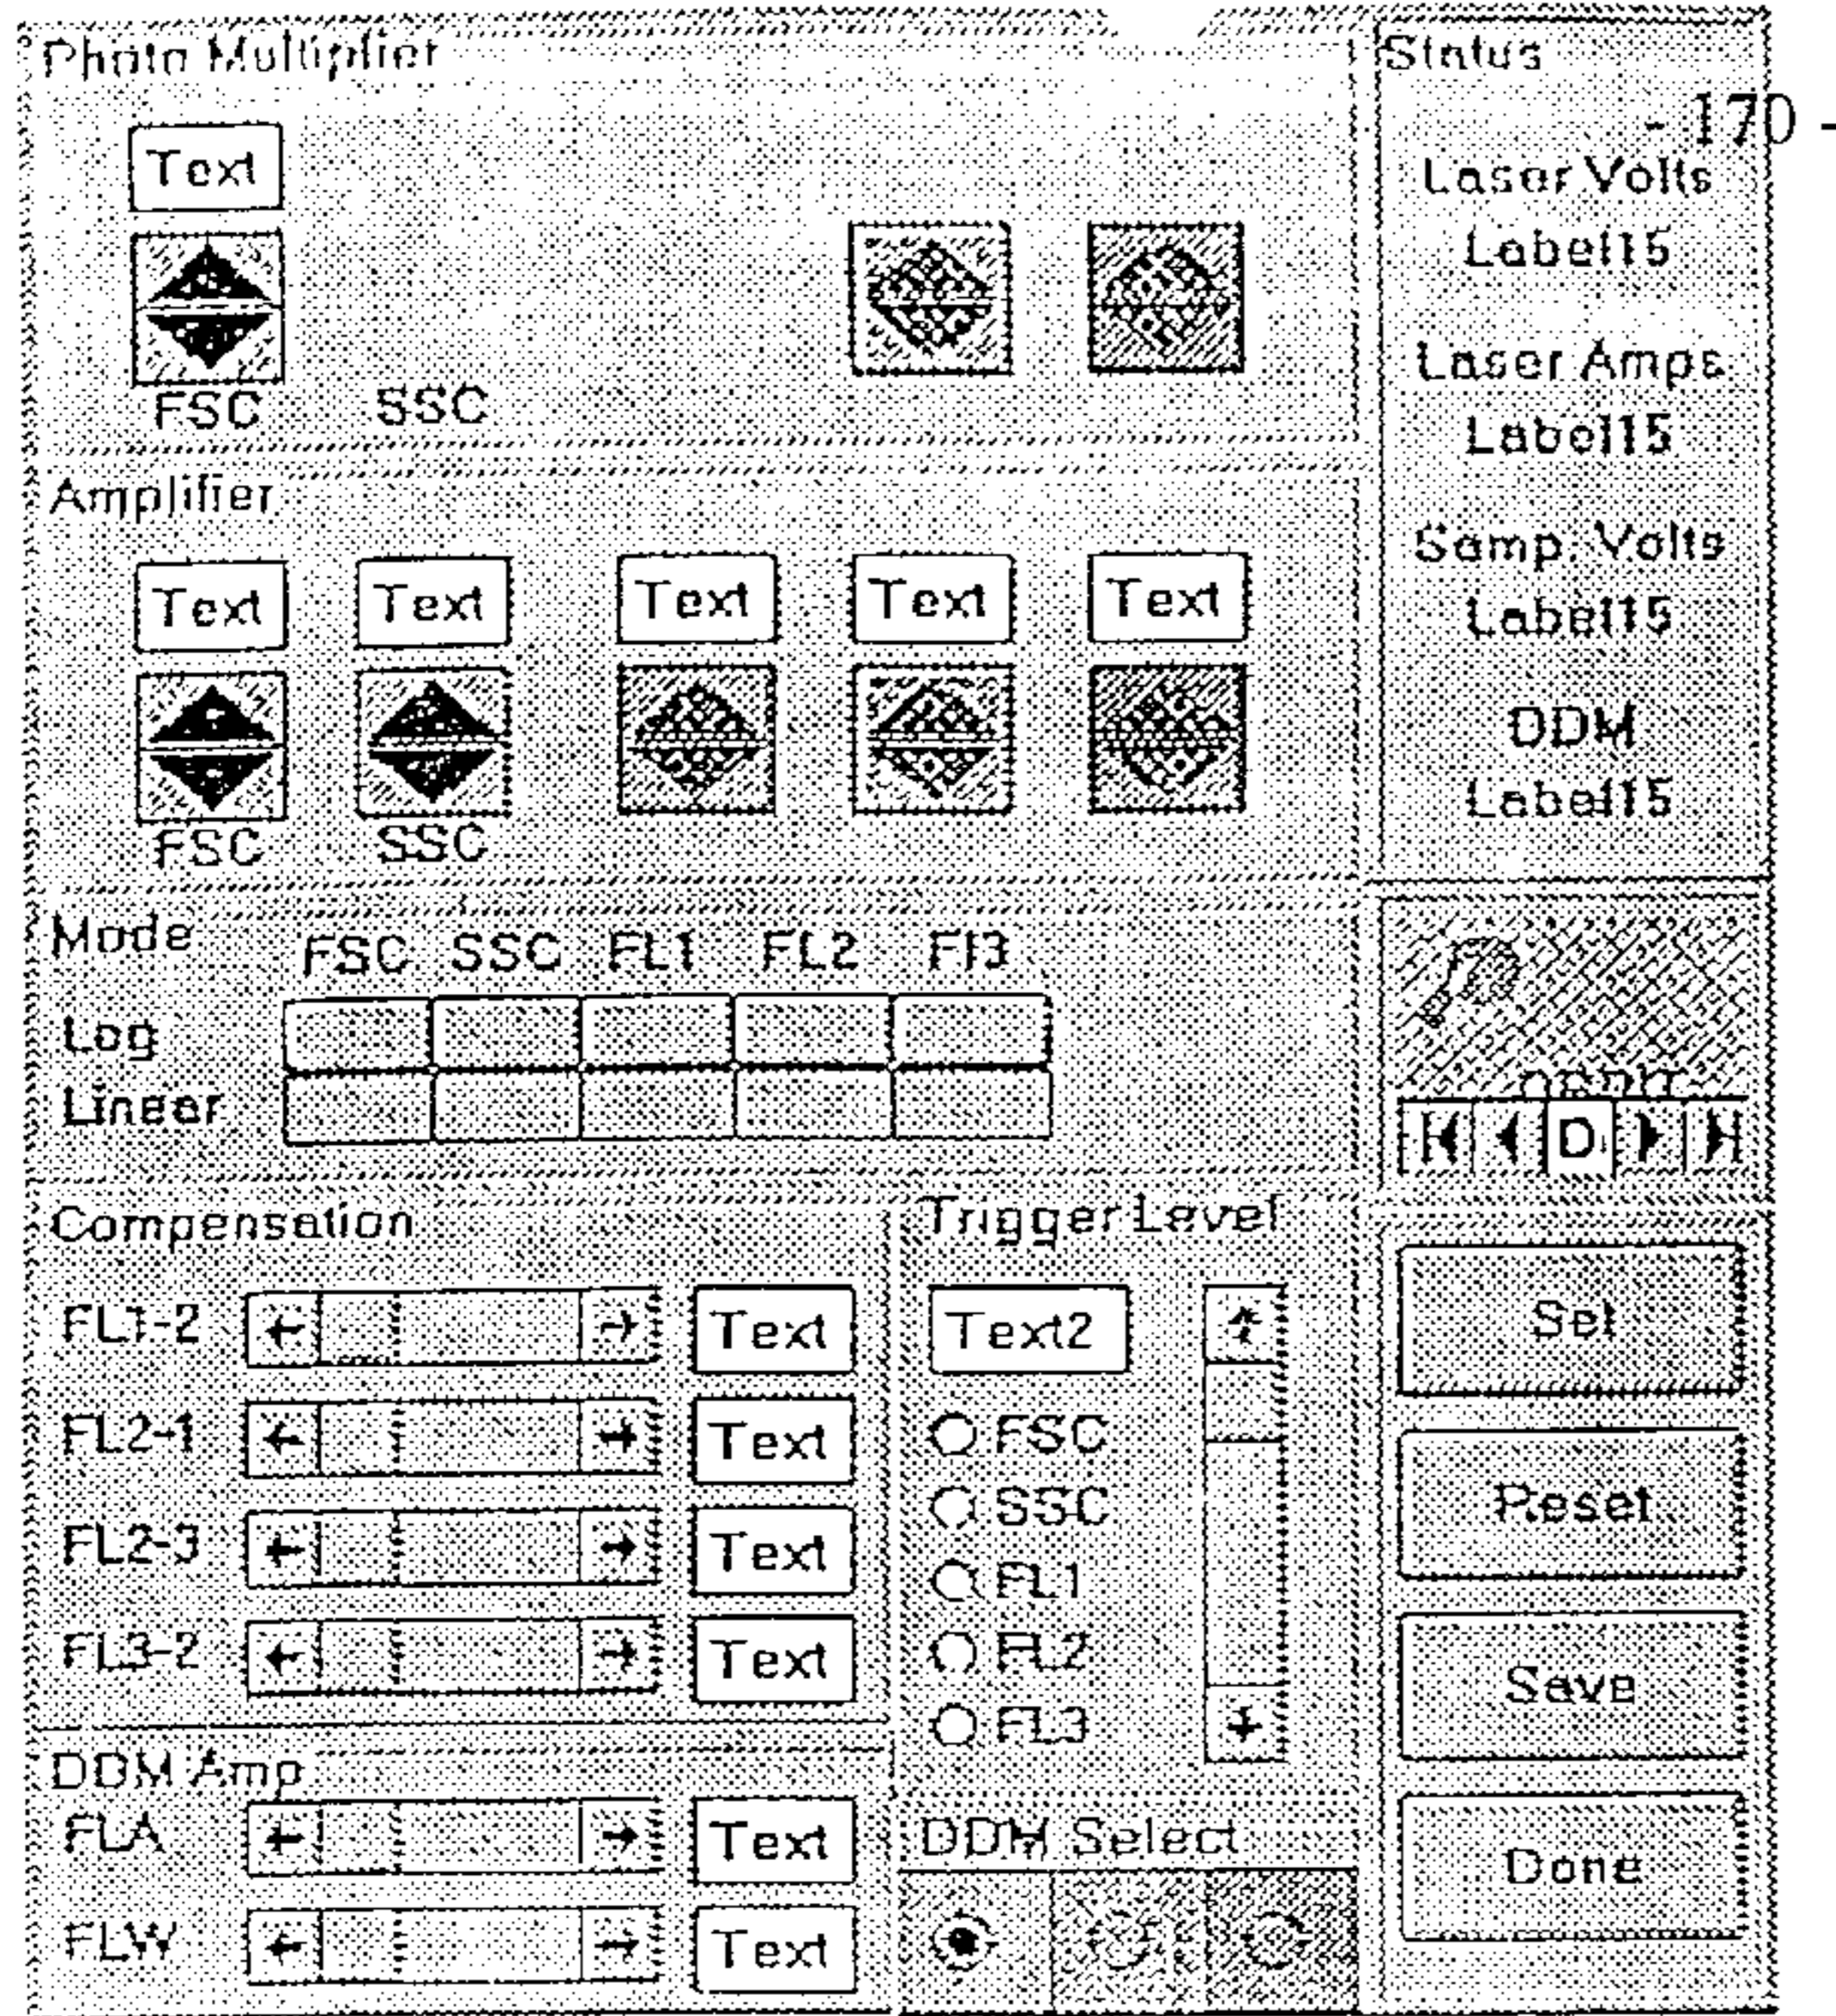 Photo Multiplier
Text
FSC SSC
Amplifier
Text Text Text Text Text
FSC SSC
Mode
FSC SSC FL1 FL2 Fl3
Log
Linear
Compensation
FL1-2 Text
FL2-1 Text
FL2-3 Text
FL3-2 Text
DDM Amp
FLA Text
FLW Text
Trigger Level
Text2
FSC
SSC
FL1
FL2
FL3
DDM Select
Status
- 170 -
Laser Volts
Label15
Laser Amps
Label15
Samp. Volts
Label15
DDM
Label15
D
Set
Reset
Save
Done